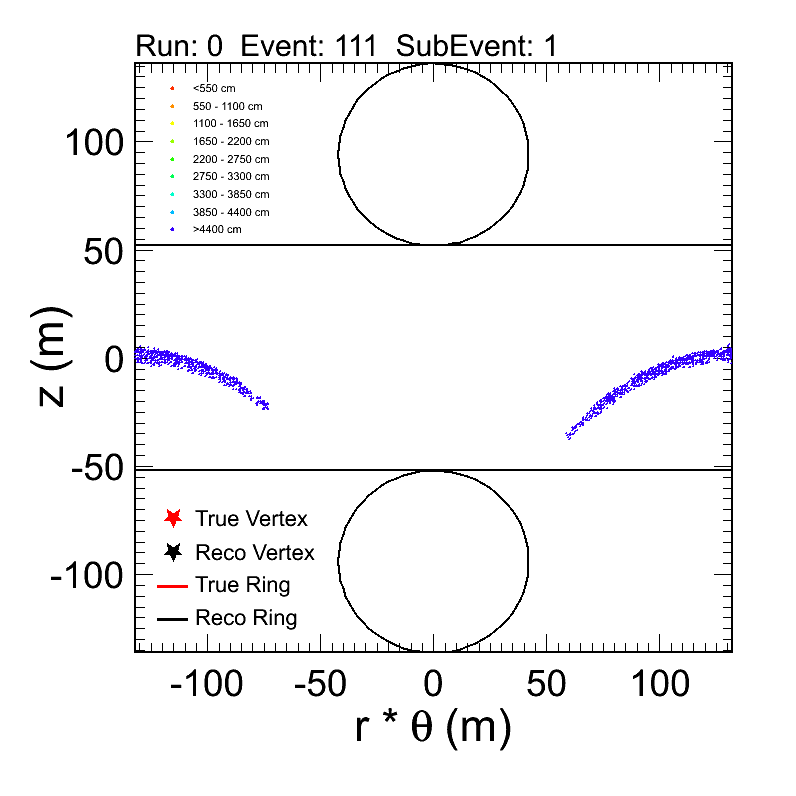 Run: 0 Event: 111 SubEvent: 1
<550 cm
550 - 1100 cm
1100 - 1650 cm
1650 - 2200 cm
2200 - 2750 cm
2750 - 3300 cm
3300 - 3850 cm
3850 - 4400 cm
>4400 cm
100
50
0
-50
-100
z (m)
True Vertex
Reco Vertex
True Ring
Reco Ring
-100 -50 0 50 100
r * θ (m)